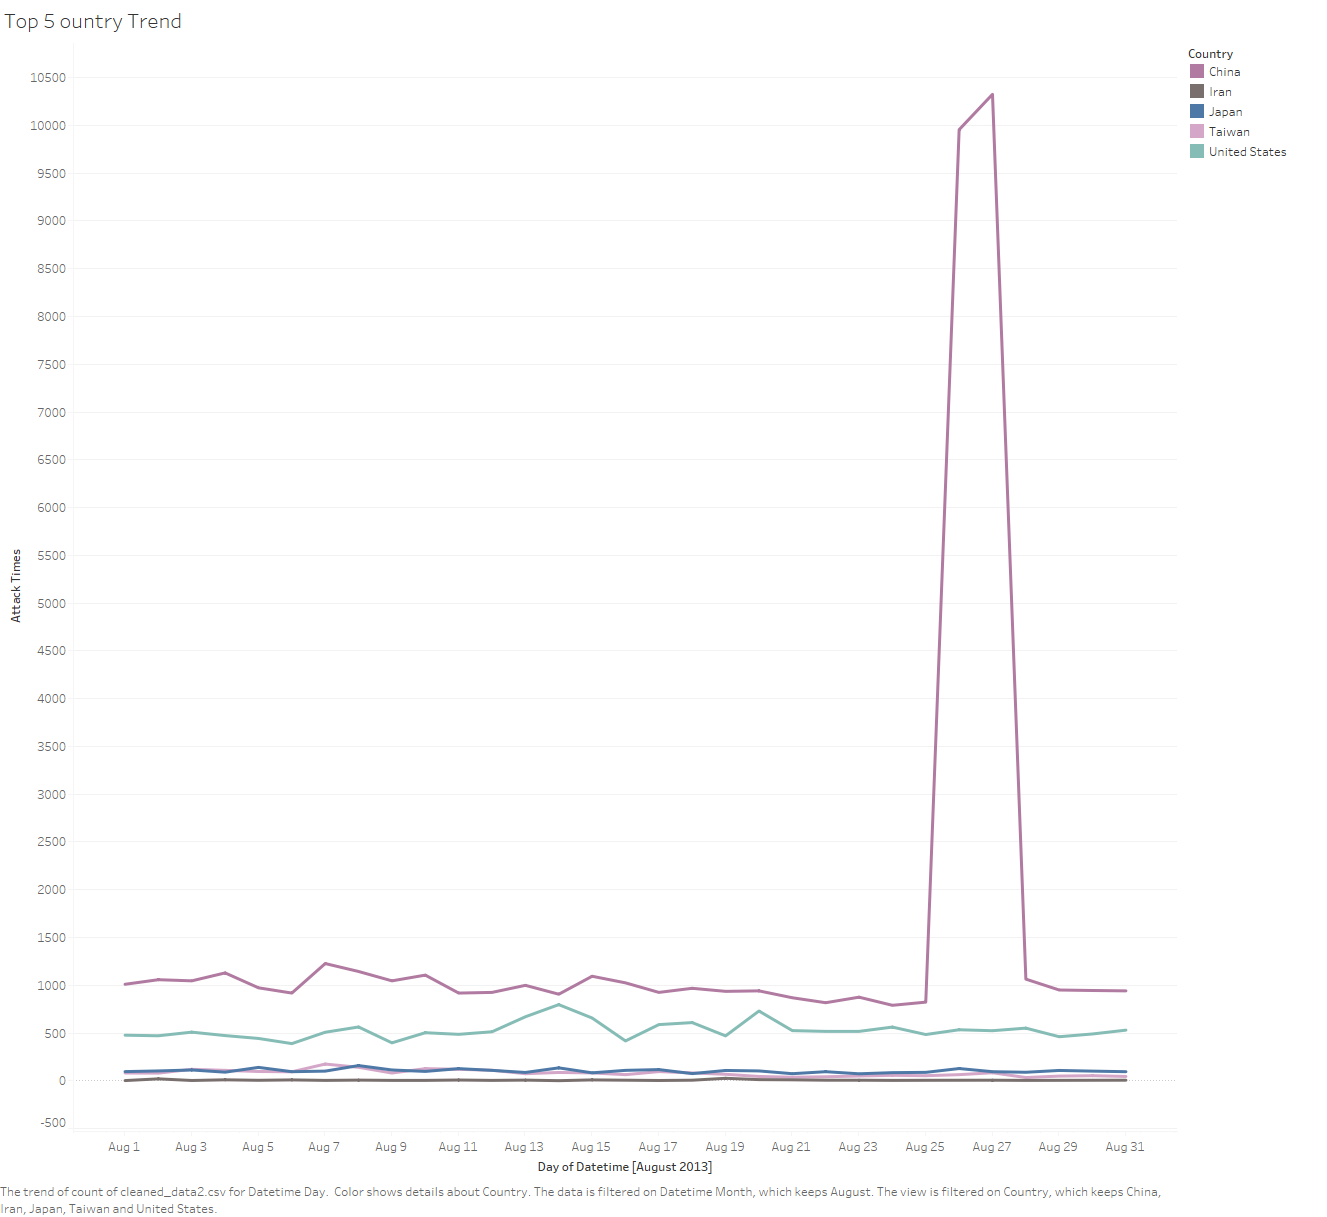 Top 5 ountry Trend
Country
China
Iran
Japan
Taiwan
United States
10500
10000
9500
9000
8500
8000
7500
7000
6500
6000
5500
5000
4500
4000
3500
3000
2500
2000
1500
1000
500
0
-500
Attack Times
Aug 1 Aug 3 Aug 5 Aug 7 Aug 9 Aug 11 Aug 13 Aug 15 Aug 17 Aug 19 Aug 21 Aug 23 Aug 25 Aug 27 Aug 29 Aug 31
Day of Datetime [August 2013]
The trend of count of cleaned_data2.csv for Datetime Day.  Color shows details about Country. The data is filtered on Datetime Month, which keeps August. The view is filtered on Country, which keeps China,
Iran, Japan, Taiwan and United States.